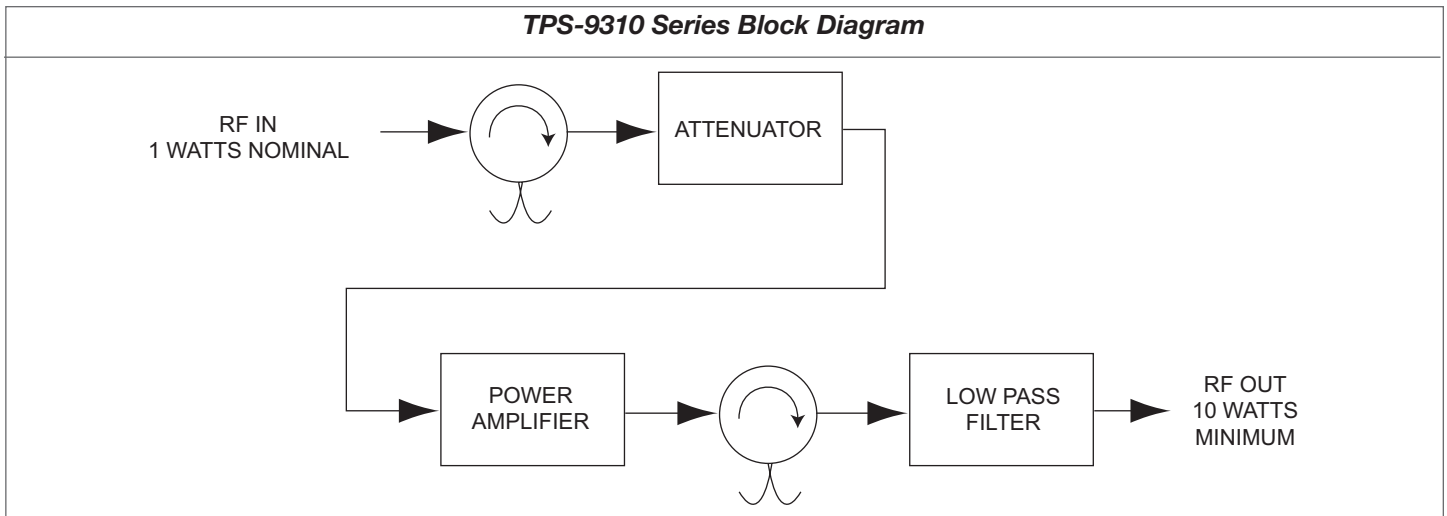 TPS-9310 Series Block Diagram
RF IN
1 WATTS NOMINAL
ATTENUATOR
POWER
AMPLIFIER
LOW PASS
FILTER
RF OUT
10 WATTS
MINIMUM